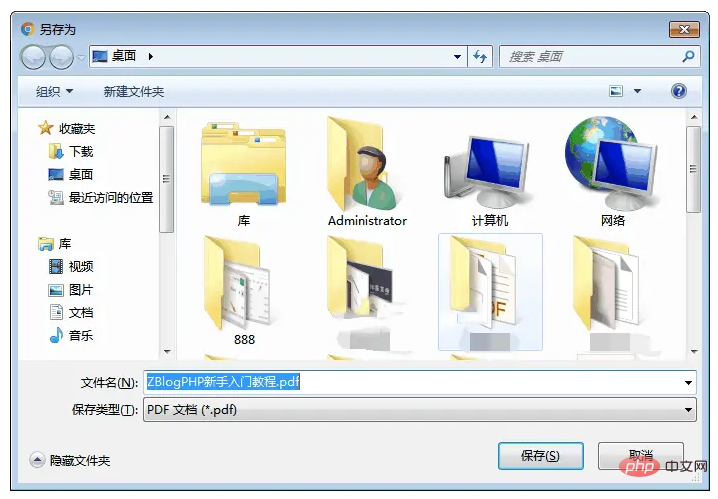 另存为
桌面
搜索 桌面
组织
新建文件夹
收藏夹
下载
桌面
最近访问的位置
库
视频
图片
文档
音乐
库
Administrator
计算机
网络
888
文件名(N):
ZBlogPHP新手入门教程.pdf
保存类型(T):
PDF 文档 (*.pdf)
隐藏文件夹
保存(S)
取消
php 中文网